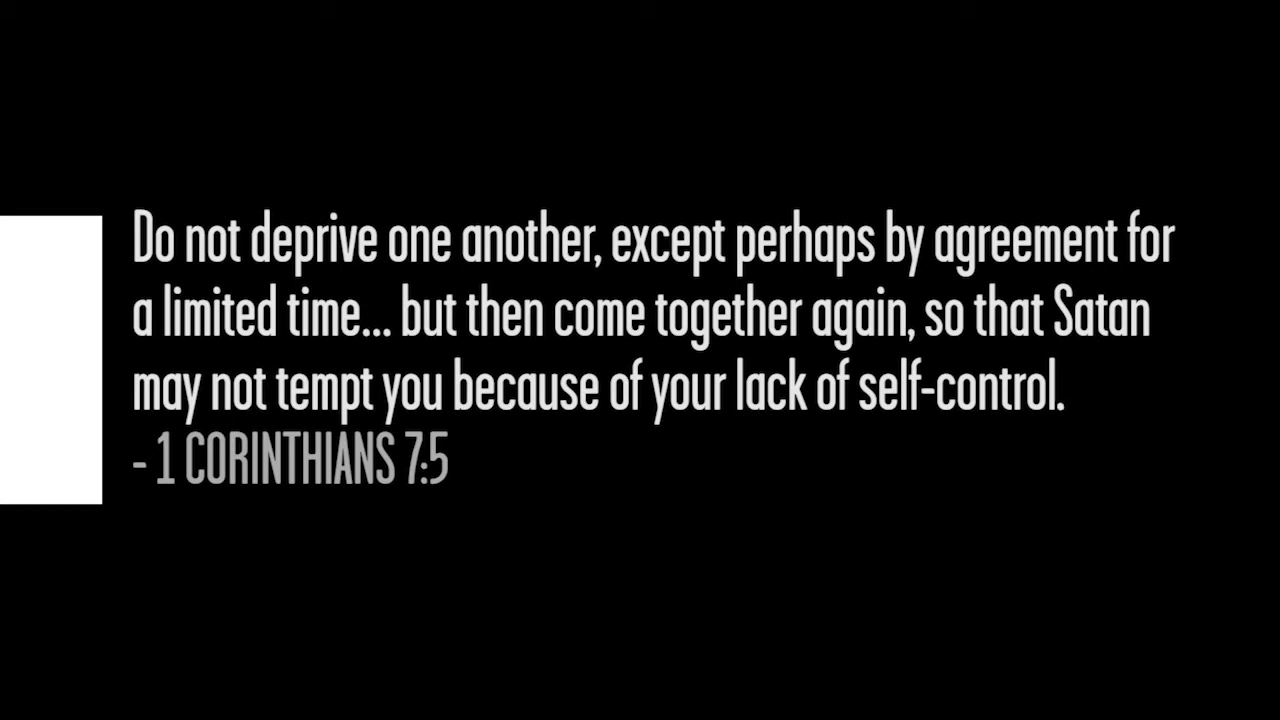 Do not deprive one another, except perhaps by agreement for
a limited time... but then come together again, so that Satan
may not tempt you because of your lack of self-control.
- 1 CORINTHIANS 7:5